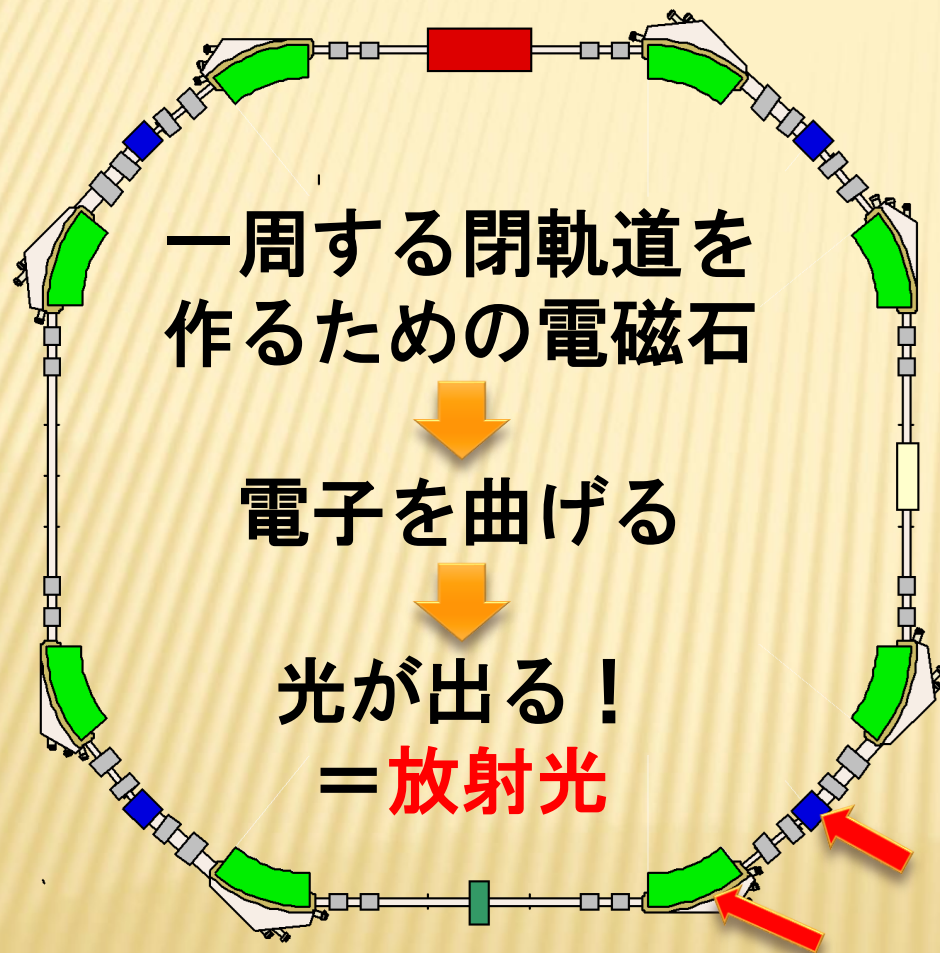 一周する閉軌道を
作るための電磁石
電子を曲げる
光が出る！
＝放射光